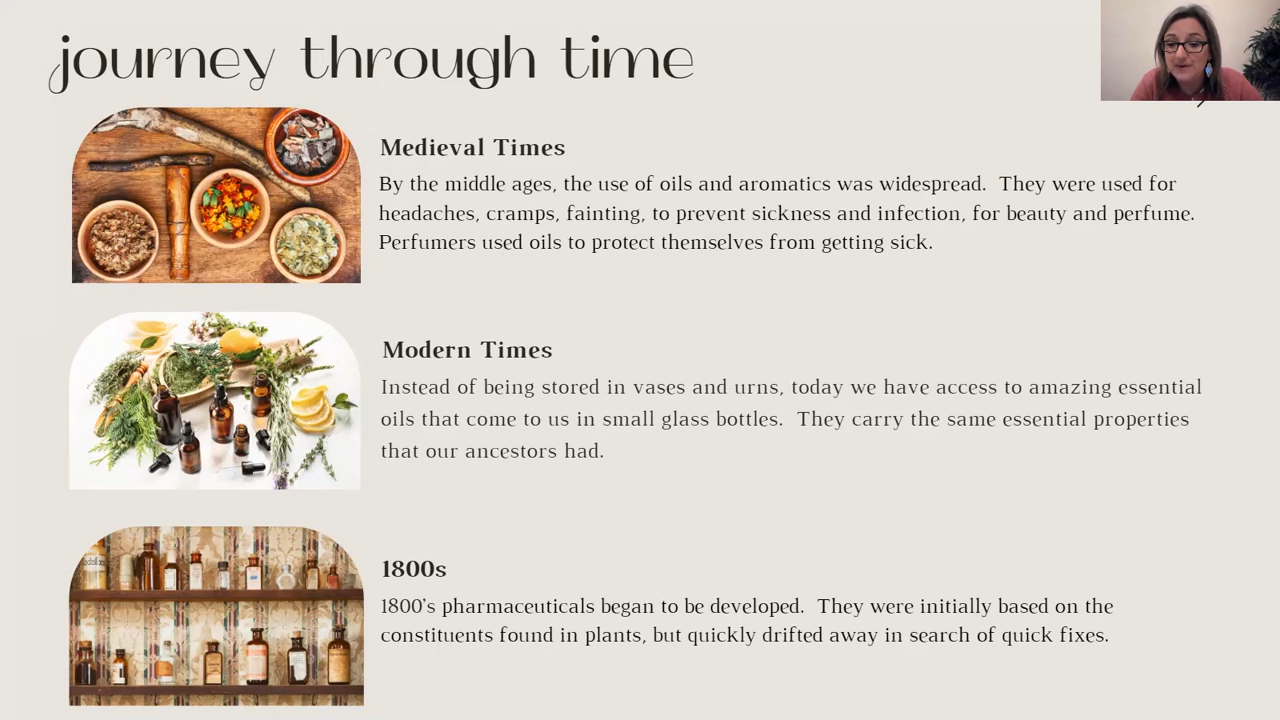 journey through time
Medieval Times
By the middle ages, the use of oils and aromatics was widespread.  They were used for
headaches, cramps, fainting, to prevent sickness and infection, for beauty and perfume.
Perfumers used oils to protect themselves from getting sick.
Modern Times
Instead of being stored in vases and urns, today we have access to amazing essential
oils that come to us in small glass bottles.  They carry the same essential properties
that our ancestors had.
1800s
1800's pharmaceuticals began to be developed.  They were initially based on the
constituents found in plants, but quickly drifted away in search of quick fixes.